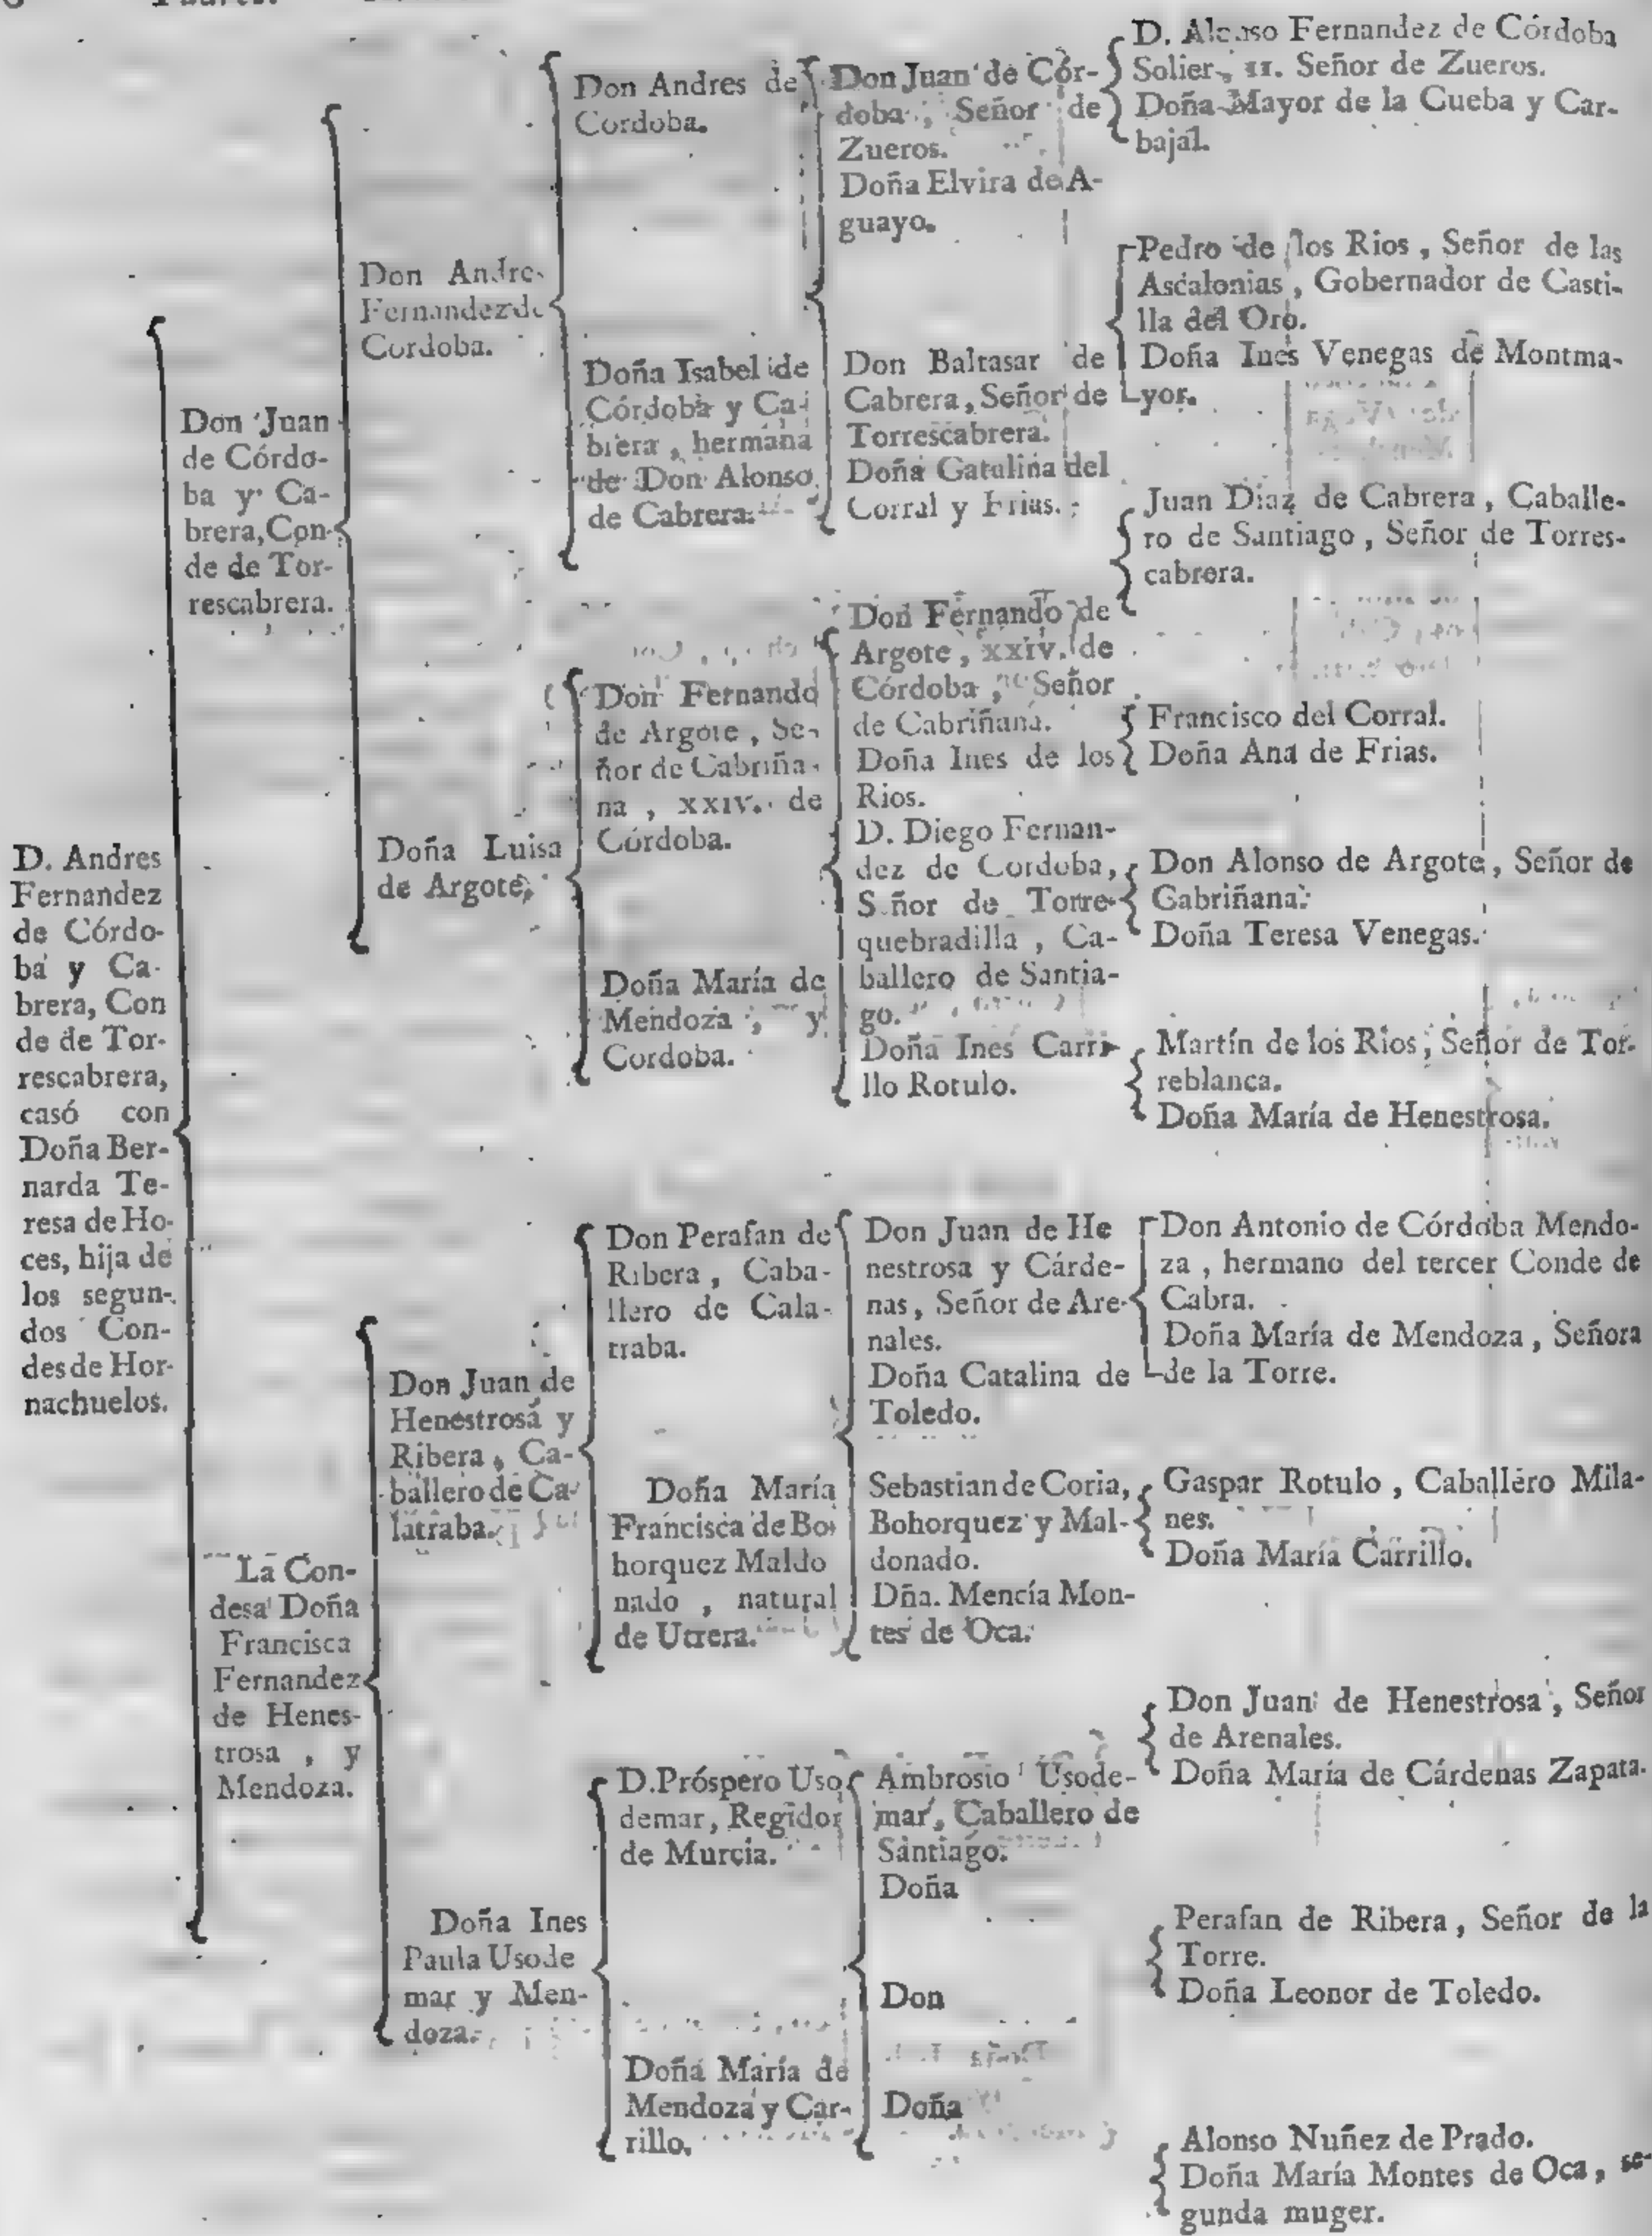 D. Andres
Fernandez
de Córdo-
ba y Ca-
brera, Con
de de Tor-
rescabrera,
casó con
Doña Ber-
narda Te-
resa de Ho-
ces, hija de
los segun-
dos Con-
des de Hor-
nachuelos.
Don Juan
de Córdo-
ba y Ca-
brera, Con-
de de Tor-
rescabrera.
La Con-
desa Doña
Francisca
Fernandez
de Henes-
trosa, y
Mendoza.
Don Andre
Fernandez de
Cordoba.
Doña Luisa
de Argote,
Don Juan de
Henestrosa y
Ribera, Ca-
ballero de Ca-
latraba.
Doña Ines
Paula Usode
mar y Men-
doza.
Don Andres de
Cordoba.
Doña Isabel de
Córdoba y Ca-
brera, hermana
de Don Alonso
de Cabrera.
Don Fernando
de Argote, Se-
ñor de Cabriña-
na, XXIV. de
Córdoba.
Doña María de
Mendoza, y
Cordoba.
Don Perafan de
Ribera, Caba-
llero de Cala-
traba.
Doña María
Francisca de Bo-
horquez Maldo
nado, natural
de Utrera.
D. Próspero Uso
demar, Regidor
de Murcia.
Doña María de
Mendoza y Car-
rillo.
Don Juan de Cór-
doba, Señor de
Zueros.
Doña Elvira de A-
guayo.
Don Baltasar de
Cabrera, Señor de
Torrescabrera.
Doña Gatalina del
Corral y Frias.
Don Fernando de
Argote, XXIV. de
Córdoba, Señor
de Cabriñana.
Doña Ines de los
Rios.
D. Diego Fernan-
dez de Cordoba,
Señor de Torre-
quebradilla, Ca-
ballero de Santia-
go.
Doña Ines Carri-
llo Rotulo.
Don Juan de He
nestrosa y Cárde-
nas, Señor de Are-
nales.
Doña Catalina de
Toledo.
Sebastian de Coria,
Bohorquez y Mal-
donado.
Dña. Mencía Mon-
tes de Oca.
Ambrosio Usode-
mar, Caballero de
Santiago.
Doña
Don
Doña
D. Alonso Fernandez de Córdoba
Solier, II. Señor de Zueros.
Doña Mayor de la Cueba y Car-
bajal.
Pedro de los Rios, Señor de las
Ascalonias, Gobernador de Casti-
lla del Oro.
Doña Ines Venegas de Montma-
yor.
Juan Diaz de Cabrera, Caballe-
ro de Santiago, Señor de Torres-
cabrera.
Francisco del Corral.
Doña Ana de Frias.
Don Alonso de Argote, Señor de
Gabriñana.
Doña Teresa Venegas.
Martín de los Rios, Señor de Tor-
reblanca.
Doña María de Henestrosa.
Don Antonio de Córdoba Mendo-
za, hermano del tercer Conde de
Cabra.
Doña María de Mendoza, Señora
de la Torre.
Gaspar Rotulo, Caballero Mila-
nes.
Doña María Carrillo.
Don Juan de Henestrosa, Señor
de Arenales.
Doña María de Cárdenas Zapata.
Perafan de Ribera, Señor de la
Torre.
Doña Leonor de Toledo.
Alonso Nuñez de Prado.
Doña María Montes de Oca, se-
gunda muger.